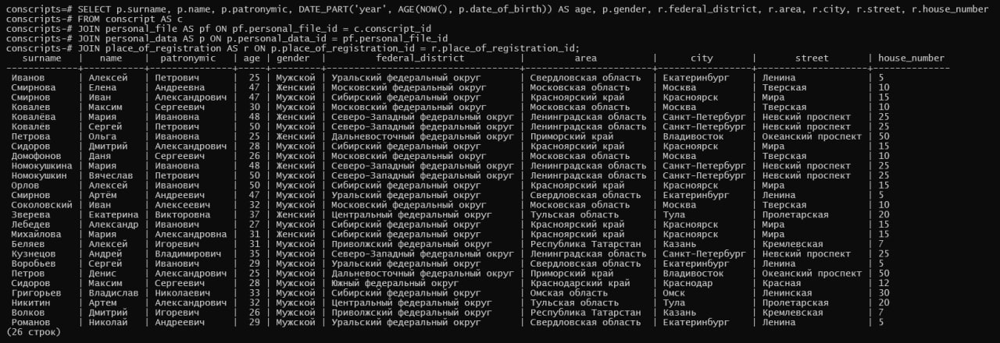 conscripts=# SELECT p.surname, p.name, p.patronymic, DATE_PART('year', AGE(NOW(), p.date_of_birth)) AS age, p.gender, r.federal_district, r.area, r.city, r.street, r.house_number
conscripts-# FROM conscript AS c
conscripts-# JOIN personal_file AS pf ON pf.personal_file_id = c.conscript_id
conscripts-# JOIN personal_data AS p ON p.personal_data_id = pf.personal_file_id
conscripts-# JOIN place_of_registration AS r ON p.place_of_registration_id = r.place_of_registration_id;
surname | name | patronymic | age | gender | federal_district | area | city | street | house_number
Иванов | Алексей | Петрович | 25 | Мужской | Уральский федеральный округ | Свердловская область | Екатеринбург | Ленина | 5
Смирнова | Елена | Андреевна | 47 | Женский | Московский федеральный округ | Московская область | Москва | Тверская | 10
Смирнов | Иван | Александрович | 47 | Мужской | Сибирский федеральный округ | Красноярский край | Красноярск | Мира | 15
Ковалев | Максим | Сергеевич | 30 | Мужской | Московский федеральный округ | Московская область | Москва | Тверская | 10
Ковалёва | Мария | Ивановна | 48 | Женский | Северо-Западный федеральный округ | Ленинградская область | Санкт-Петербург | Невский проспект | 25
Ковалёв | Сергей | Петрович | 50 | Мужской | Северо-Западный федеральный округ | Ленинградская область | Санкт-Петербург | Невский проспект | 25
Петрова | Ольга | Ивановна | 25 | Женский | Дальневосточный федеральный округ | Приморский край | Владивосток | Океанский проспект | 50
Сидоров | Дмитрий | Александрович | 28 | Мужской | Сибирский федеральный округ | Красноярский край | Красноярск | Мира | 15
Домофонов | Даня | Сергеевич | 26 | Мужской | Московский федеральный округ | Московская область | Москва | Тверская | 10
Номокушкина | Мария | Ивановна | 48 | Женский | Северо-Западный федеральный округ | Ленинградская область | Санкт-Петербург | Невский проспект | 25
Номокушкин | Вячеслав | Петрович | 50 | Мужской | Северо-Западный федеральный округ | Ленинградская область | Санкт-Петербург | Невский проспект | 25
Орлов | Алексей | Иванович | 50 | Мужской | Сибирский федеральный округ | Красноярский край | Красноярск | Мира | 15
Смирнов | Артём | Андреевич | 47 | Мужской | Уральский федеральный округ | Свердловская область | Екатеринбург | Ленина | 5
Соколовский | Иван | Алексеевич | 32 | Мужской | Московский федеральный округ | Московская область | Москва | Тверская | 10
Зверева | Екатерина | Викторовна | 37 | Женский | Центральный федеральный округ | Тульская область | Тула | Пролетарская | 20
Лебедев | Александр | Иванович | 27 | Мужской | Сибирский федеральный округ | Красноярский край | Красноярск | Мира | 15
Михайлова | Мария | Александровна | 31 | Женский | Сибирский федеральный округ | Красноярский край | Красноярск | Мира | 15
Беляев | Алексей | Игоревич | 31 | Мужской | Приволжский федеральный округ | Республика Татарстан | Казань | Кремлевская | 7
Кузнецов | Андрей | Владимирович | 35 | Мужской | Северо-Западный федеральный округ | Ленинградская область | Санкт-Петербург | Невский проспект | 25
Воробьев | Сергей | Иванович | 29 | Мужской | Уральский федеральный округ | Свердловская область | Екатеринбург | Ленина | 5
Петров | Денис | Александрович | 25 | Мужской | Дальневосточный федеральный округ | Приморский край | Владивосток | Океанский проспект | 50
Сидоров | Максим | Сергеевич | 28 | Мужской | Южный федеральный округ | Краснодарский край | Краснодар | Красная | 12
Григорьев | Владислав | Николаевич | 33 | Мужской | Сибирский федеральный округ | Омская область | Омск | Ленинская | 30
Никитин | Артем | Александрович | 32 | Мужской | Центральный федеральный округ | Тульская область | Тула | Пролетарская | 20
Волков | Дмитрий | Игоревич | 26 | Мужской | Приволжский федеральный округ | Республика Татарстан | Казань | Кремлевская | 7
Романов | Николай | Андреевич | 29 | Мужской | Уральский федеральный округ | Свердловская область | Екатеринбург | Ленина | 5
(26 строк)